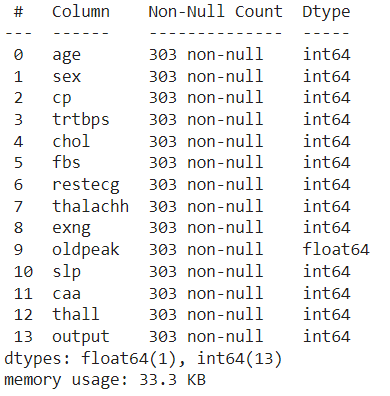 #   Column    Non-Null Count  Dtype
---  ------    --------------  -----
 0   age       303 non-null    int64
 1   sex       303 non-null    int64
 2   cp        303 non-null    int64
 3   trtbps    303 non-null    int64
 4   chol      303 non-null    int64
 5   fbs       303 non-null    int64
 6   restecg   303 non-null    int64
 7   thalachh  303 non-null    int64
 8   exng      303 non-null    int64
 9   oldpeak   303 non-null    float64
 10  slp       303 non-null    int64
 11  caa       303 non-null    int64
 12  thall     303 non-null    int64
 13  output    303 non-null    int64
dtypes: float64(1), int64(13)
memory usage: 33.3 KB